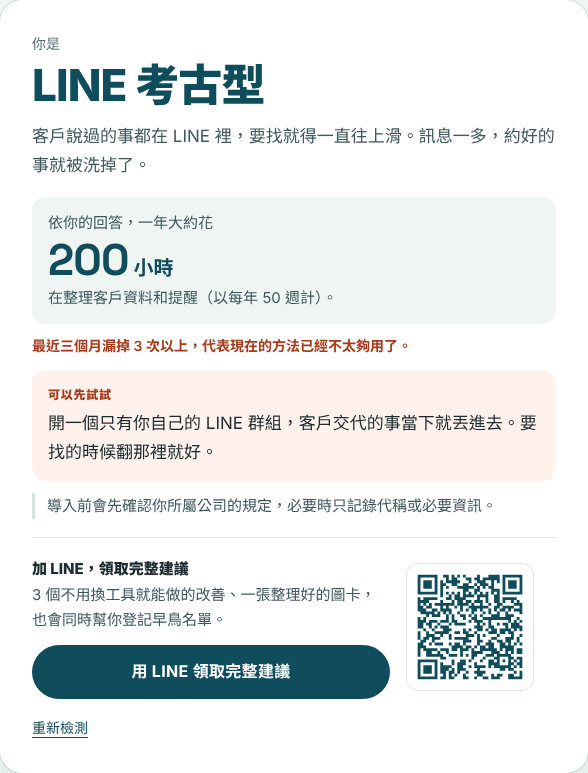 你是
LINE 考古型
客戶說過的事都在 LINE 裡，要找就得一直往上滑。訊息一多，約好的
事就被洗掉了。
依你的回答，一年大約花
200 小時
在整理客戶資料和提醒（以每年 50 週計）。
最近三個月漏掉 3 次以上，代表現在的方法已經不太夠用了。
可以先試試
開一個只有你自己的 LINE 群組，客戶交代的事當下就丟進去。要
找的時候翻那裡就好。
導入前會先確認你所屬公司的規定，必要時只記錄代稱或必要資訊。
加 LINE，領取完整建議
3 個不用換工具就能做的改善、一張整理好的圖卡，
也會同時幫你登記早鳥名單。
用 LINE 領取完整建議
重新檢測